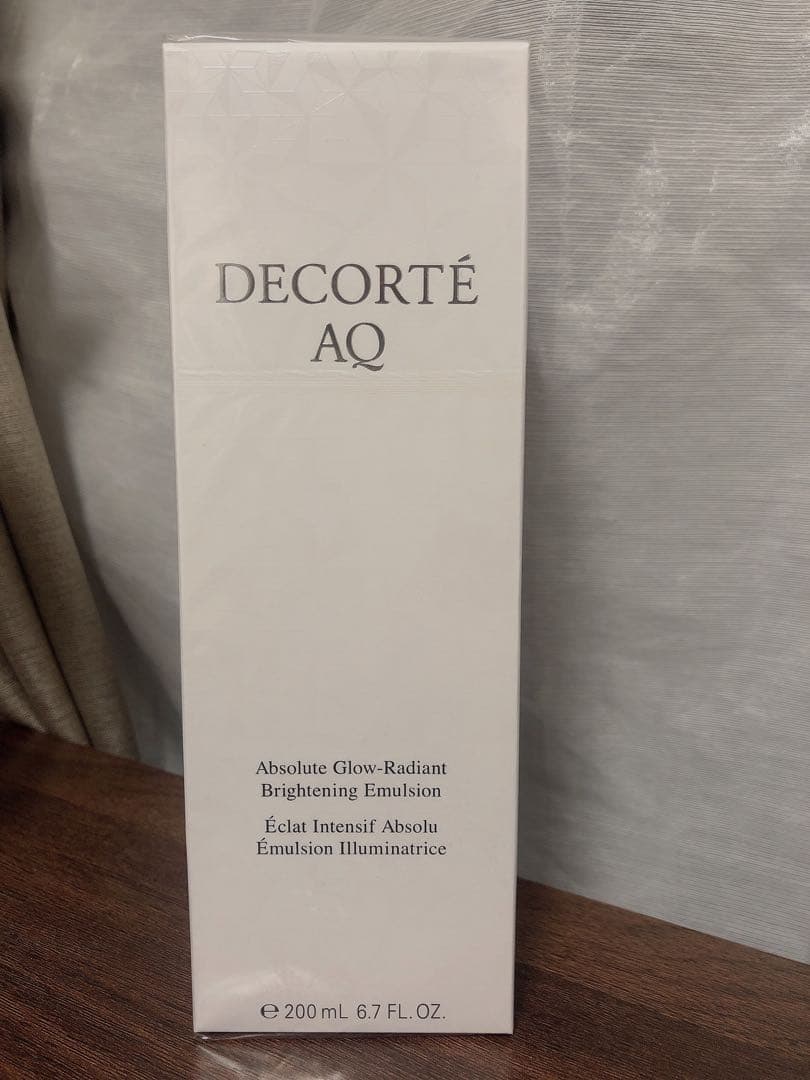 DECORTÉ
AQ
Absolute Glow-Radiant
Brightening Emulsion
Éclat Intensif Absolu
Émulsion Illuminatrice
℮ 200 mL 6.7 FL. OZ.